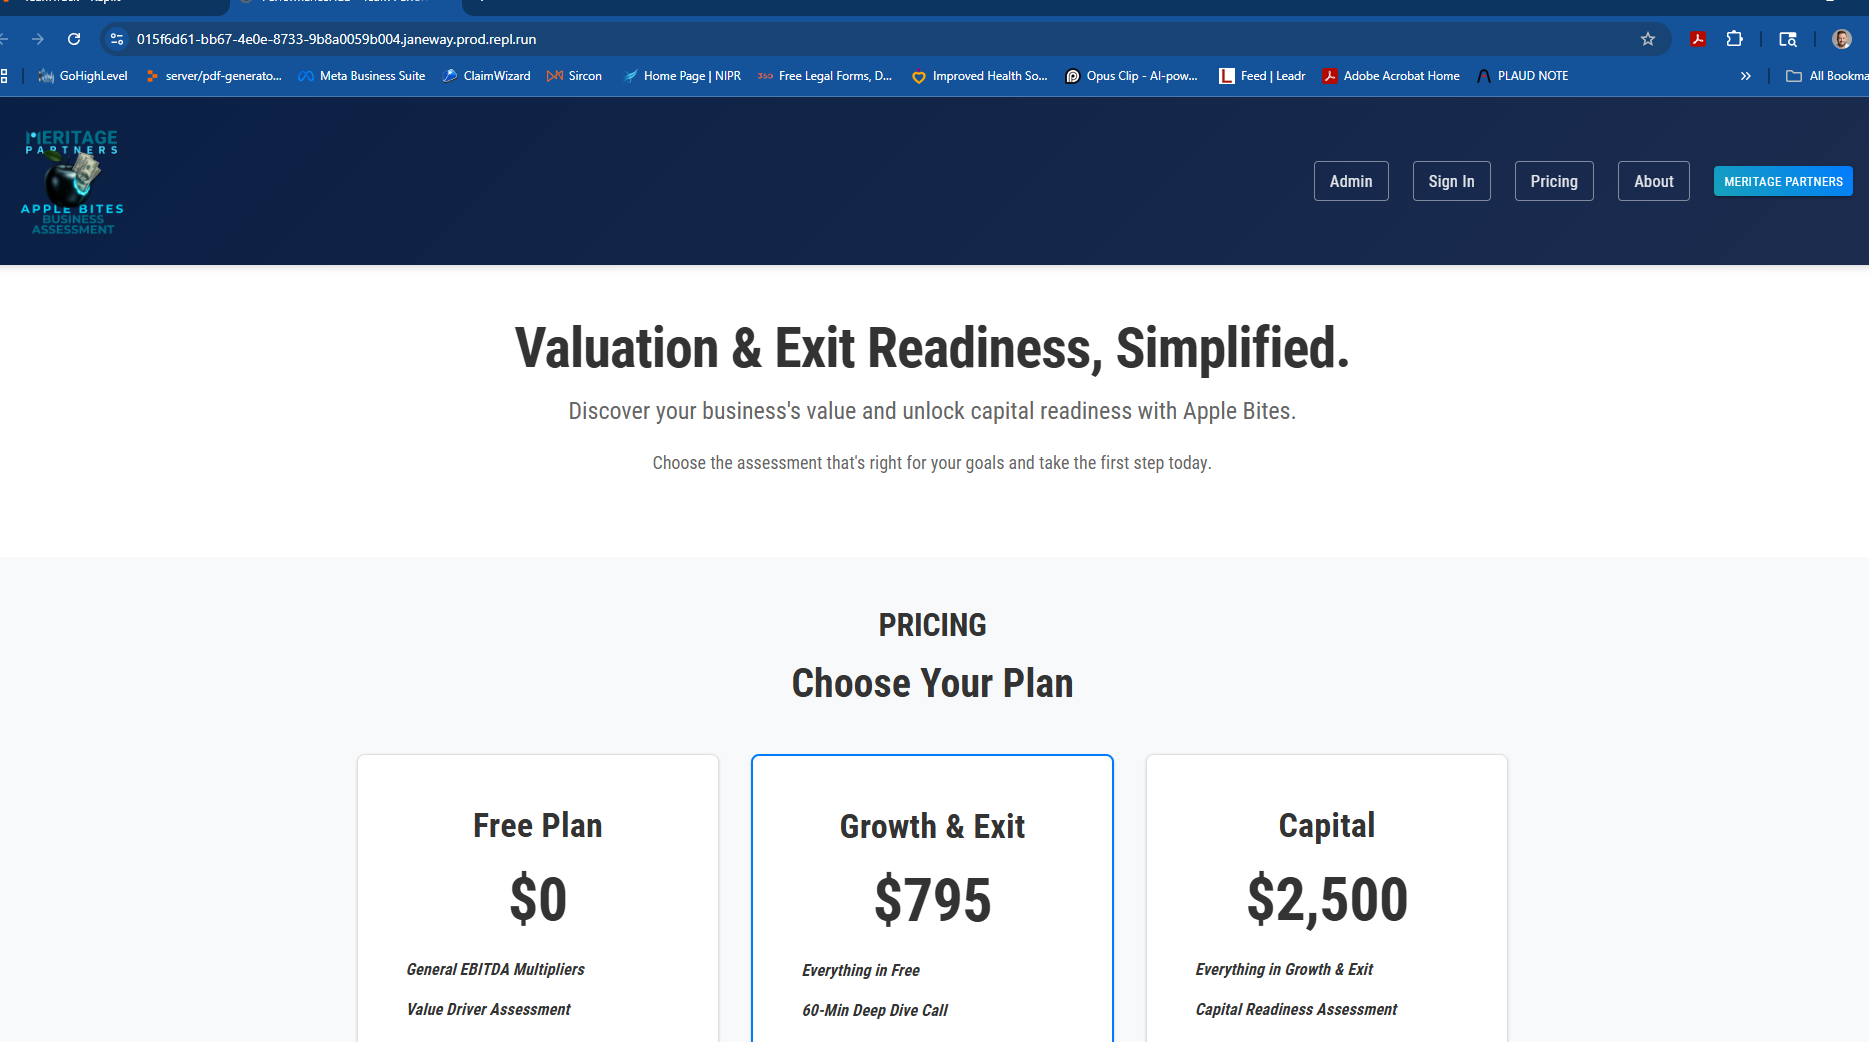 015f6d61-bb67-4e0e-8733-9b8a0059b004.janeway.prod.repl.run
GoHighLevel server/pdf-generato... Meta Business Suite ClaimWizard Sircon Home Page | NIPR 360 Free Legal Forms, D... Improved Health So... Opus Clip - AI-pow... L Feed | Leadr Adobe Acrobat Home PLAUD NOTE » All Bookma
MERITAGE
PARTNERS
APPLE BITES
BUSINESS
ASSESSMENT
Admin Sign In Pricing About MERITAGE PARTNERS
Valuation & Exit Readiness, Simplified.
Discover your business's value and unlock capital readiness with Apple Bites.
Choose the assessment that's right for your goals and take the first step today.
PRICING
Choose Your Plan
Free Plan
$0
General EBITDA Multipliers
Value Driver Assessment
Growth & Exit
$795
Everything in Free
60-Min Deep Dive Call
Capital
$2,500
Everything in Growth & Exit
Capital Readiness Assessment